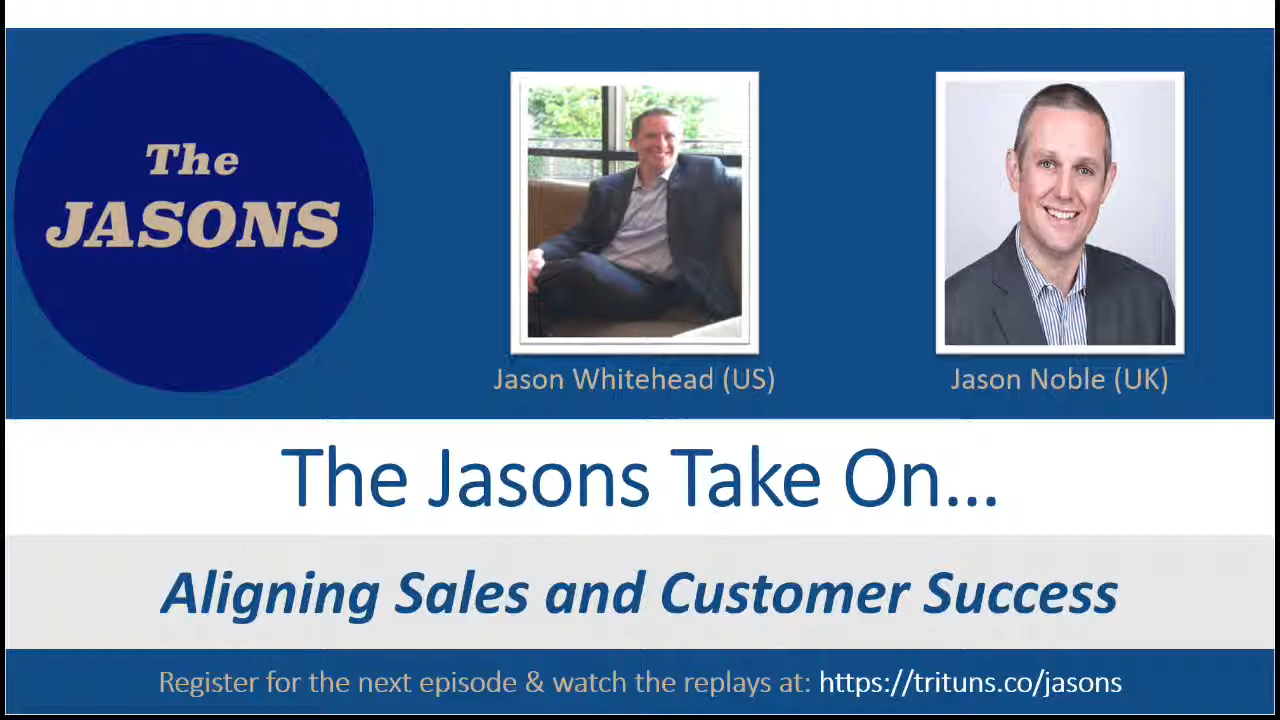 The
JASONS
Jason Whitehead (US)
Jason Noble (UK)
The Jasons Take On...
Aligning Sales and Customer Success
Register for the next episode & watch the replays at: https://trituns.co/jasons